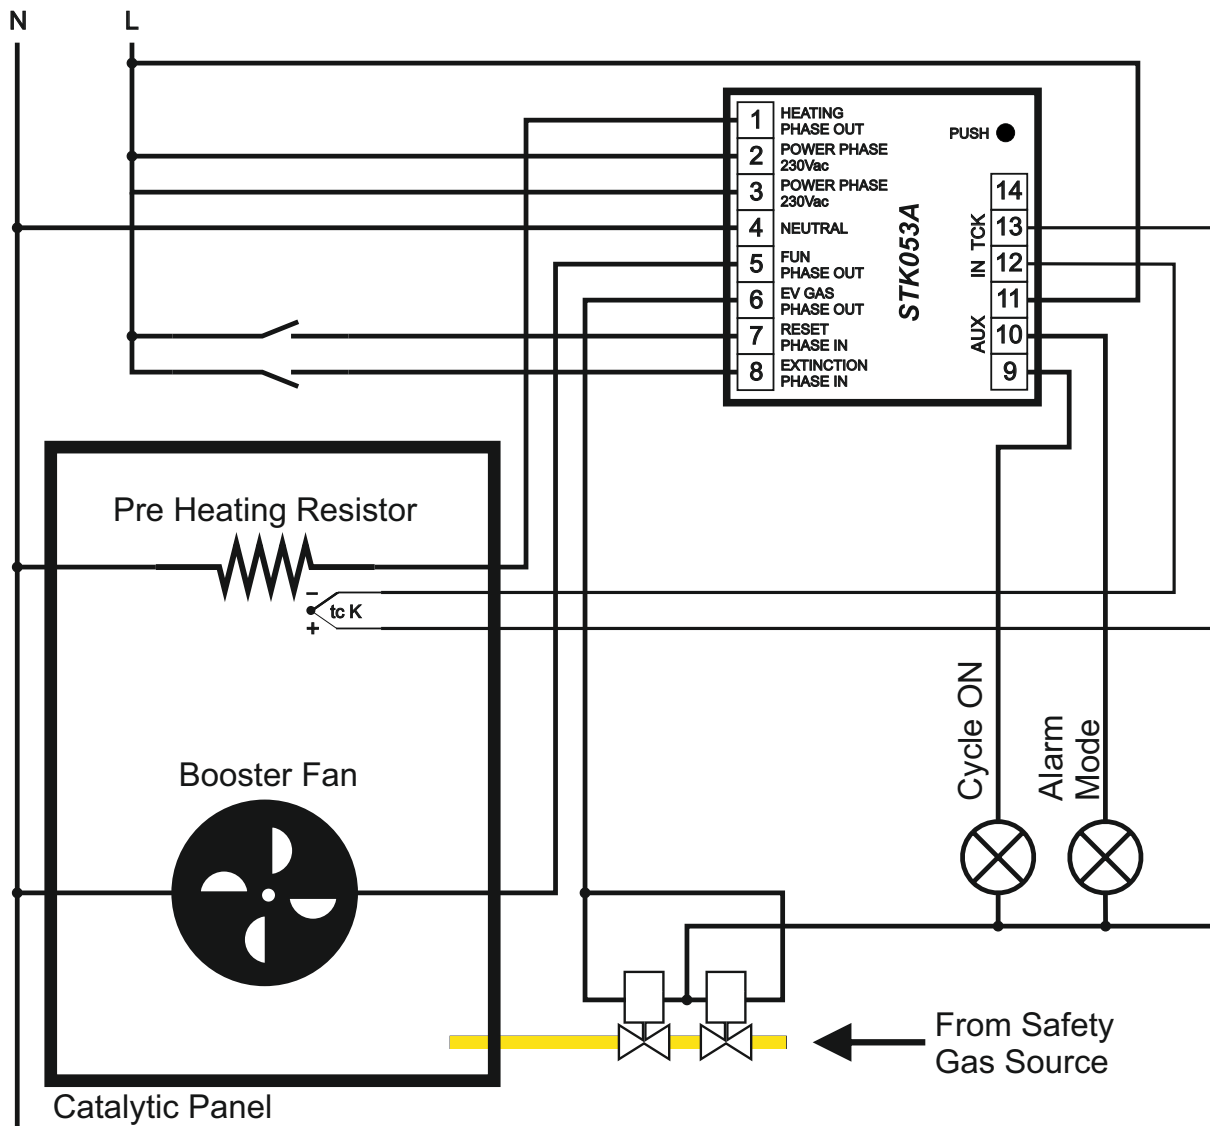 N
L
1 HEATING
PHASE OUT
2 POWER PHASE
230Vac
3 POWER PHASE
230Vac
4 NEUTRAL
5 FUN
PHASE OUT
6 EV GAS
PHASE OUT
7 RESET
PHASE IN
8 EXTINCTION
PHASE IN
STK053A
PUSH
14
13
12
11
10
9
IN TCK
AUX
Pre Heating Resistor
−
tc K
+
Booster Fan
Catalytic Panel
Cycle ON
Alarm
Mode
From Safety
Gas Source